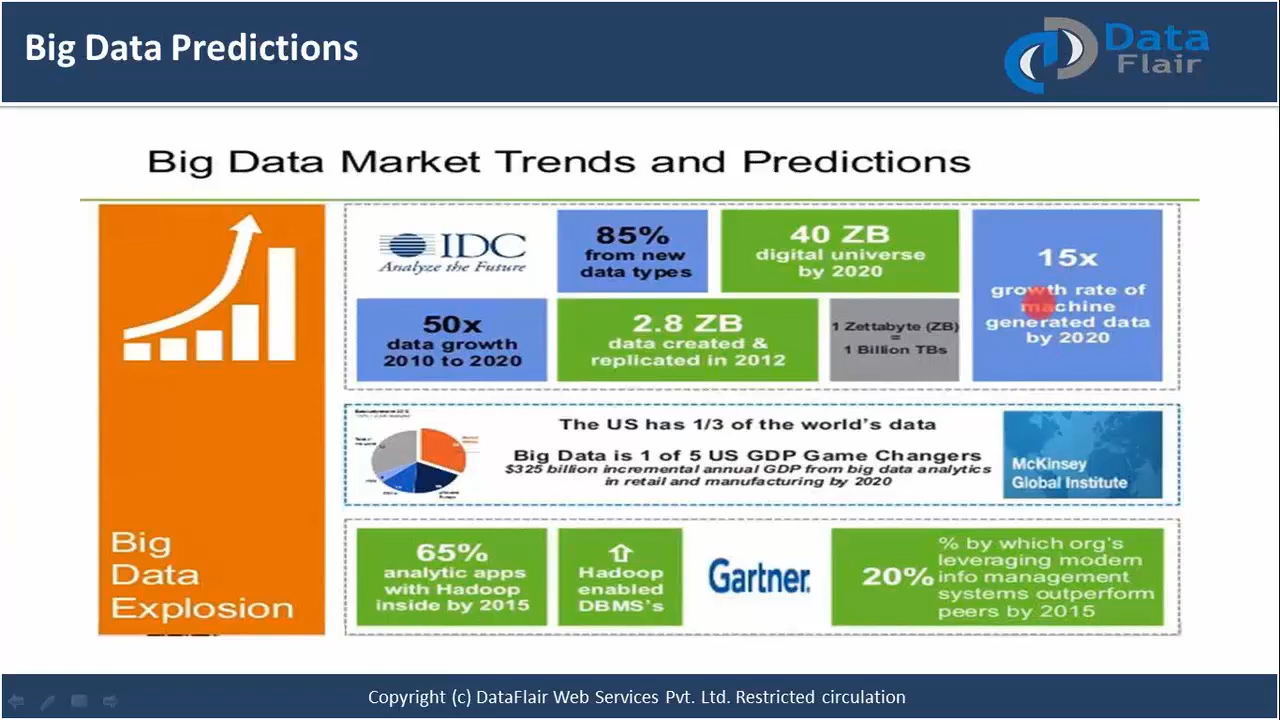 Big Data Predictions
Data
Flair
Big Data Market Trends and Predictions
IDC
Analyze the Future
85%
from new
data types
40 ZB
digital universe
by 2020
15x
growth rate of
machine
generated data
by 2020
50x
data growth
2010 to 2020
2.8 ZB
data created &
replicated in 2012
1 Zettabyte (ZB)
=
1 Billion TBs
The US has 1/3 of the world's data
Big Data is 1 of 5 US GDP Game Changers
$325 billion incremental annual GDP from big data analytics
in retail and manufacturing by 2020
McKinsey
Global Institute
Big
Data
Explosion
65%
analytic apps
with Hadoop
inside by 2015
Hadoop
enabled
DBMS's
Gartner.
20%
% by which org's
leveraging modern
info management
systems outperform
peers by 2015
Copyright (c) DataFlair Web Services Pvt. Ltd. Restricted circulation